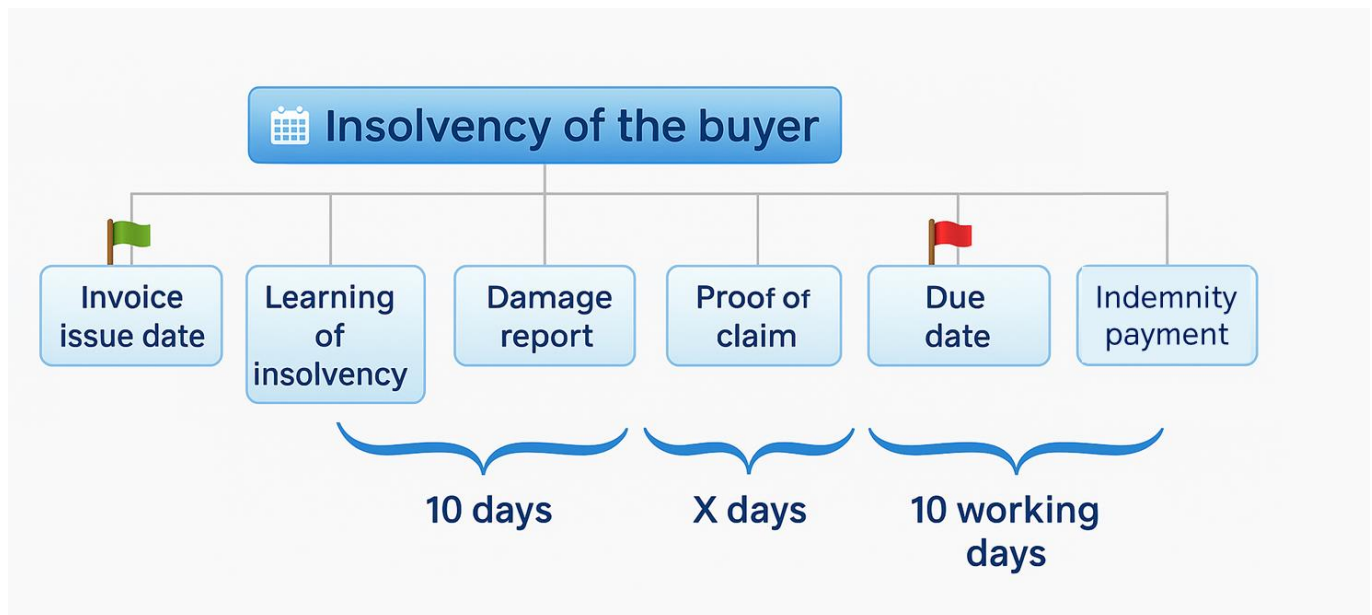 Insolvency of the buyer
Invoice
issue date
Learning
of
insolvency
Damage
report
Proof of
claim
Due
date
Indemnity
payment
10 days
X days
10 working
days